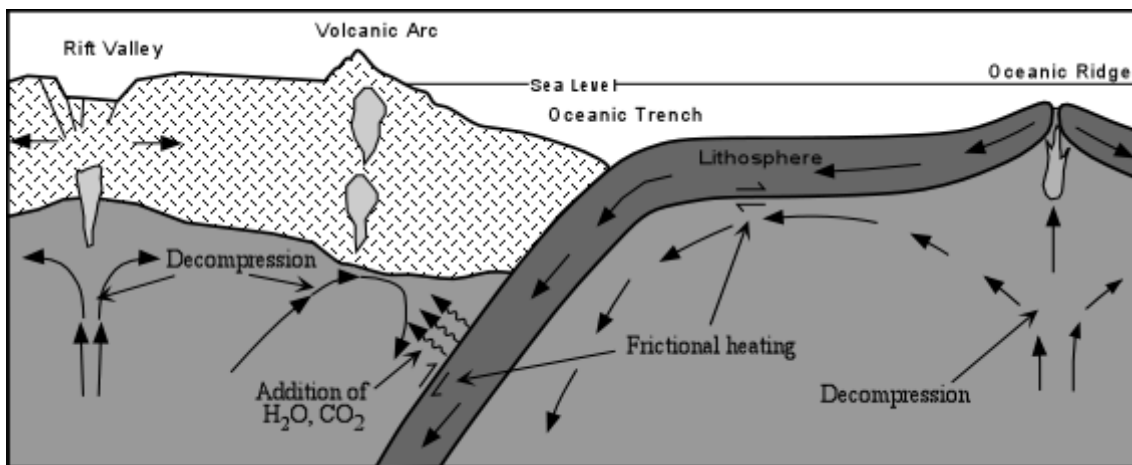 Volcanic Arc
Rift Valley
Oceanic Ridge
Sea Level
Oceanic Trench
Lithosphere
Decompression
Frictional heating
Addition of
H₂O, CO₂
Decompression